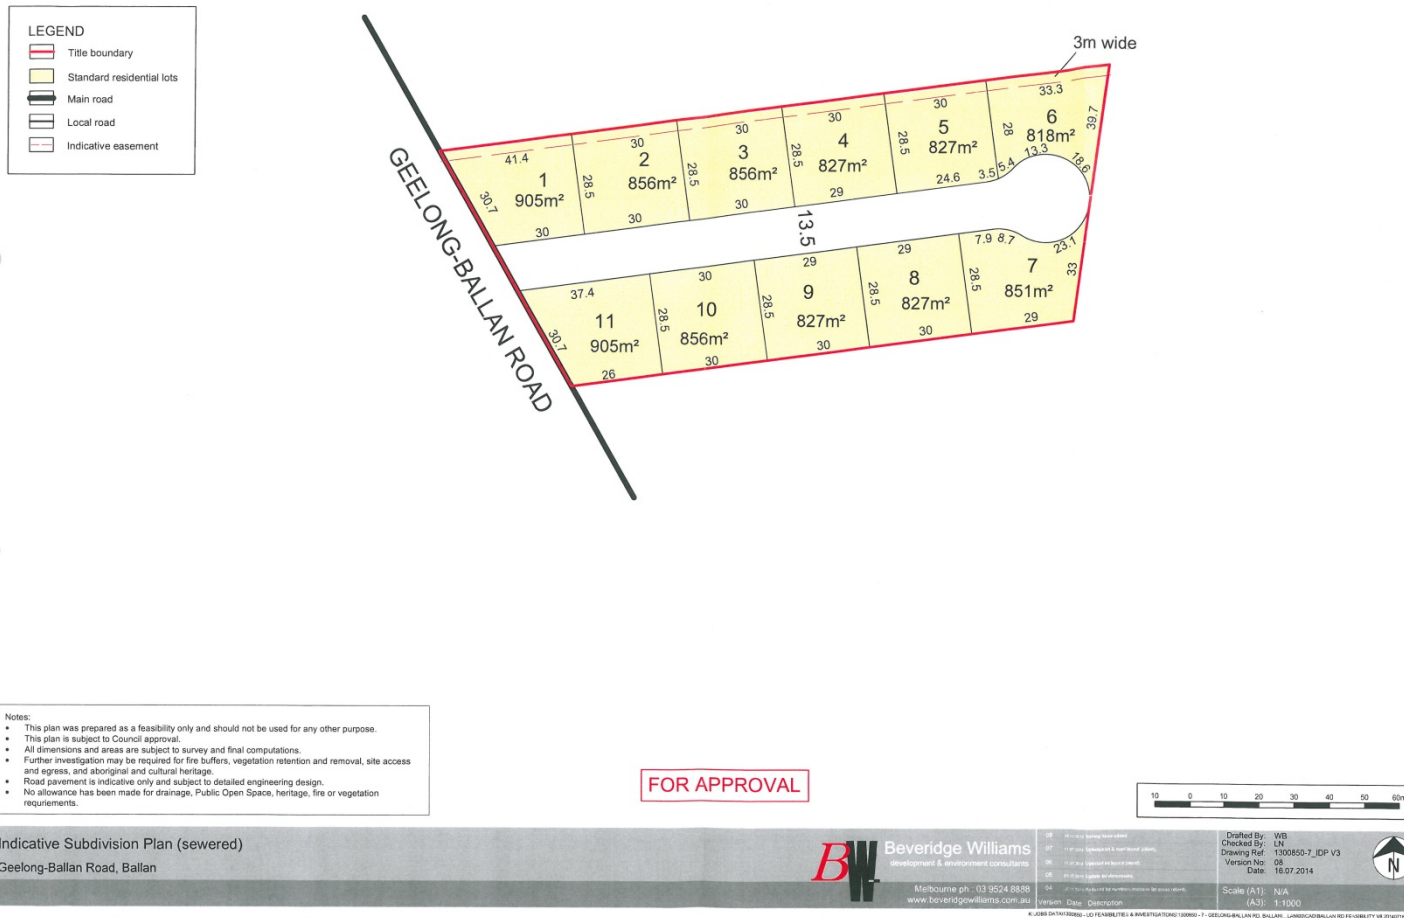 LEGEND
Title boundary
Standard residential lots
Main road
Local road
Indicative easement
3m wide
GEELONG-BALLAN ROAD
41.4
30
30
30
30
33.3
39.7
1
905m²
2
856m²
3
856m²
4
827m²
5
827m²
6
818m²
30.7
28.5
28.5
28.5
28.5
28
30
30
30
29
24.6
3.5
5.4
13.3
18.6
13.5
37.4
30
29
29
7.9
8.7
23.1
33
11
905m²
10
856m²
9
827m²
8
827m²
7
851m²
30.7
28.5
28.5
28.5
28.5
26
30
30
30
29
Notes:
• This plan was prepared as a feasibility only and should not be used for any other purpose.
• This plan is subject to Council approval.
• All dimensions and areas are subject to survey and final computations.
• Further investigation may be required for fire buffers, vegetation retention and removal, site access
and egress, and aboriginal and cultural heritage.
• Road pavement is indicative only and subject to detailed engineering design.
• No allowance has been made for drainage, Public Open Space, heritage, fire or vegetation
requriements.
FOR APPROVAL
10 0 10 20 30 40 50 60m
Indicative Subdivision Plan (sewered)
Geelong-Ballan Road, Ballan
BW
Beveridge Williams
development & environment consultants
Melbourne ph : 03 9524 8888
www.beveridgewilliams.com.au
08
07
06
05
04
Version Date Description
Drafted By: WB
Checked By: LN
Drawing Ref: 1300850-7_IDP V3
Version No: 08
Date: 16.07.2014
Scale (A1): N/A
(A3): 1:1000
N